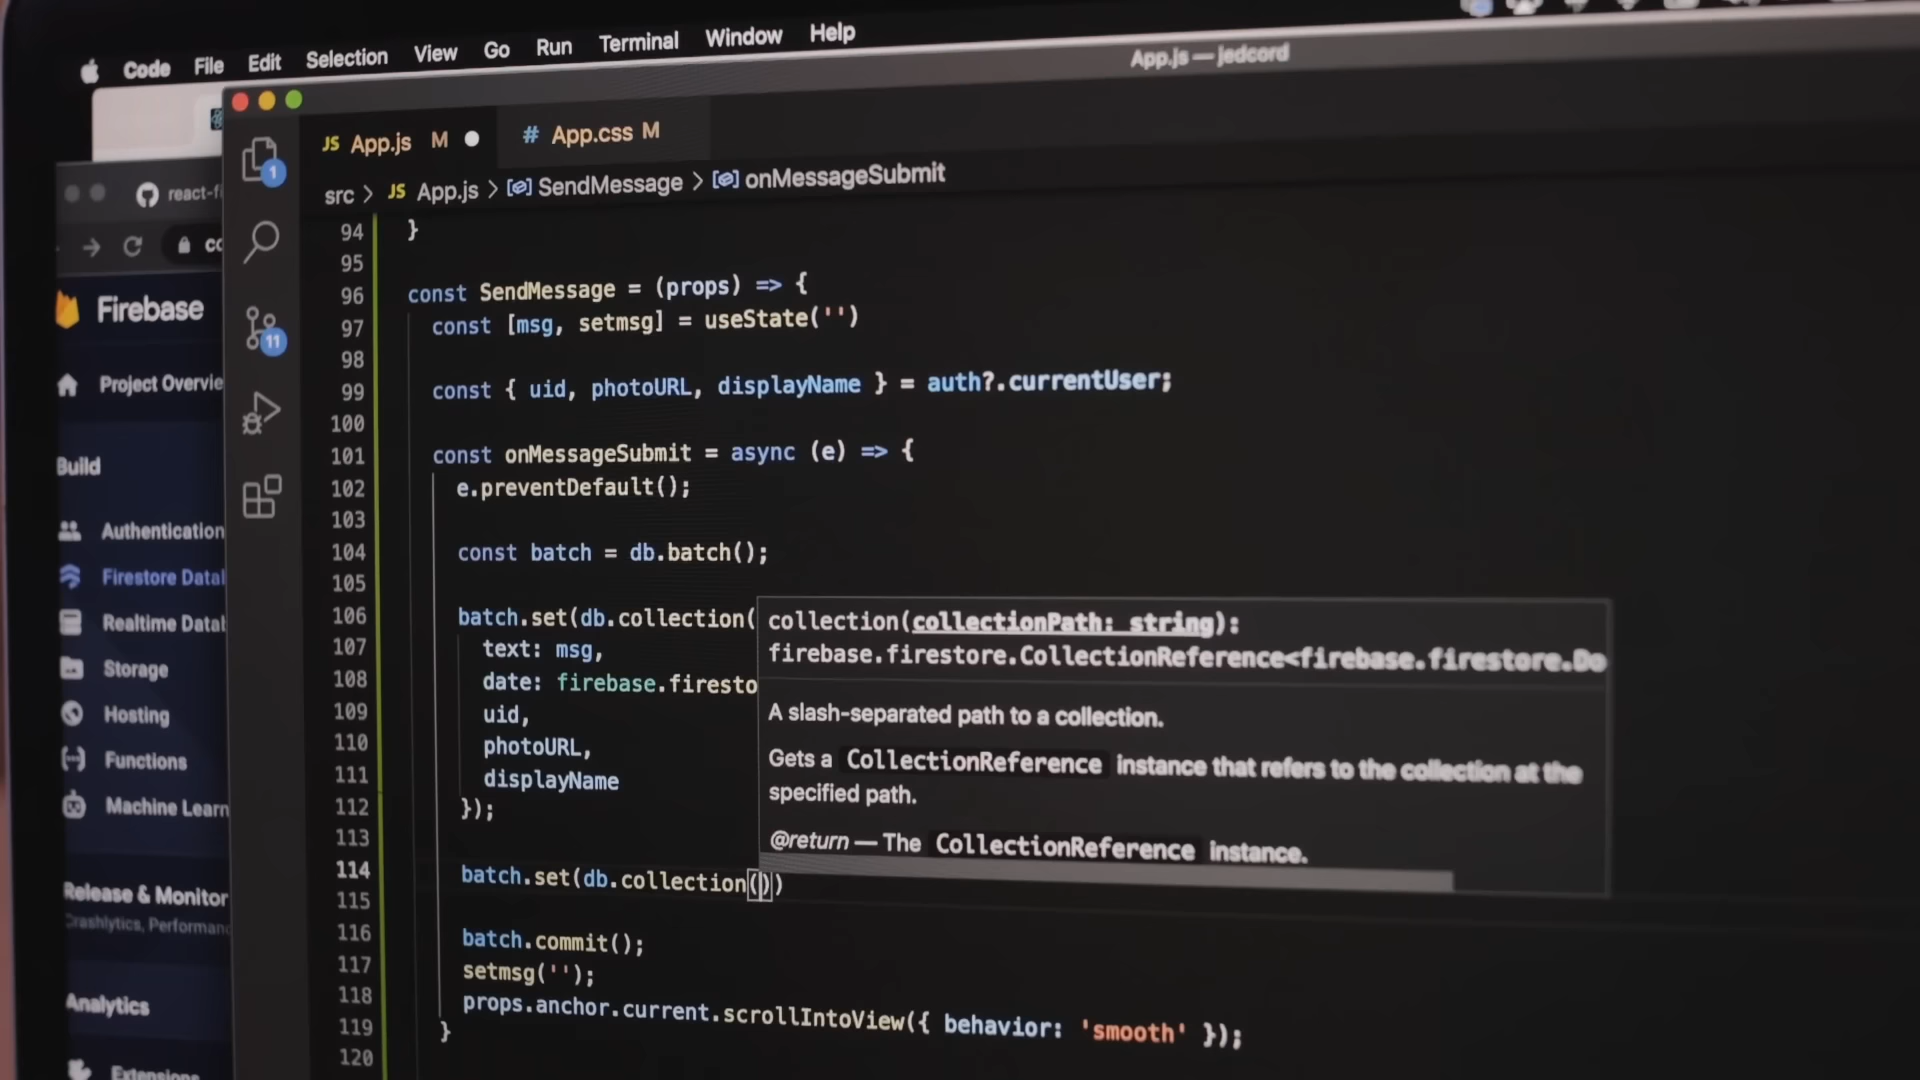 Code File Edit Selection View Go Run Terminal Window Help
App.js — jedcord
JS App.js M
# App.css M
src > JS App.js > SendMessage > onMessageSubmit
1
11
react-fi
Firebase
Project Overvie
Build
Authentication
Firestore Datal
Realtime Datal
Storage
Hosting
Functions
Machine Learn
Release & Monitor
Crashlytics, Performanc
Analytics
Extensions
94 }
95
96 const SendMessage = (props) => {
97 const [msg, setmsg] = useState('')
98
99 const { uid, photoURL, displayName } = auth?.currentUser;
100
101 const onMessageSubmit = async (e) => {
102 e.preventDefault();
103
104 const batch = db.batch();
105
106 batch.set(db.collection(
107 text: msg,
108 date: firebase.firesto
109 uid,
110 photoURL,
111 displayName
112 });
113
114 batch.set(db.collection())
115
116 batch.commit();
117 setmsg('');
118 props.anchor.current.scrollIntoView({ behavior: 'smooth' });
119 }
120
collection(collectionPath: string):
firebase.firestore.CollectionReference<firebase.firestore.Do
A slash-separated path to a collection.
Gets a CollectionReference instance that refers to the collection at the
specified path.
@return — The CollectionReference instance.